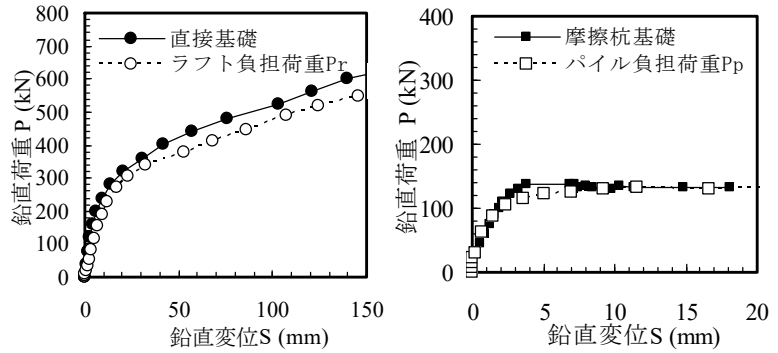 800
700
600
500
400
300
200
100
0
鉛直荷重 P (kN)
直接基礎
ラフト負担荷重Pr
0 50 100 150
鉛直変位S (mm)
400
300
200
100
0
鉛直荷重 P (kN)
摩擦杭基礎
パイル負担荷重Pp
0 5 10 15 20
鉛直変位S (mm)